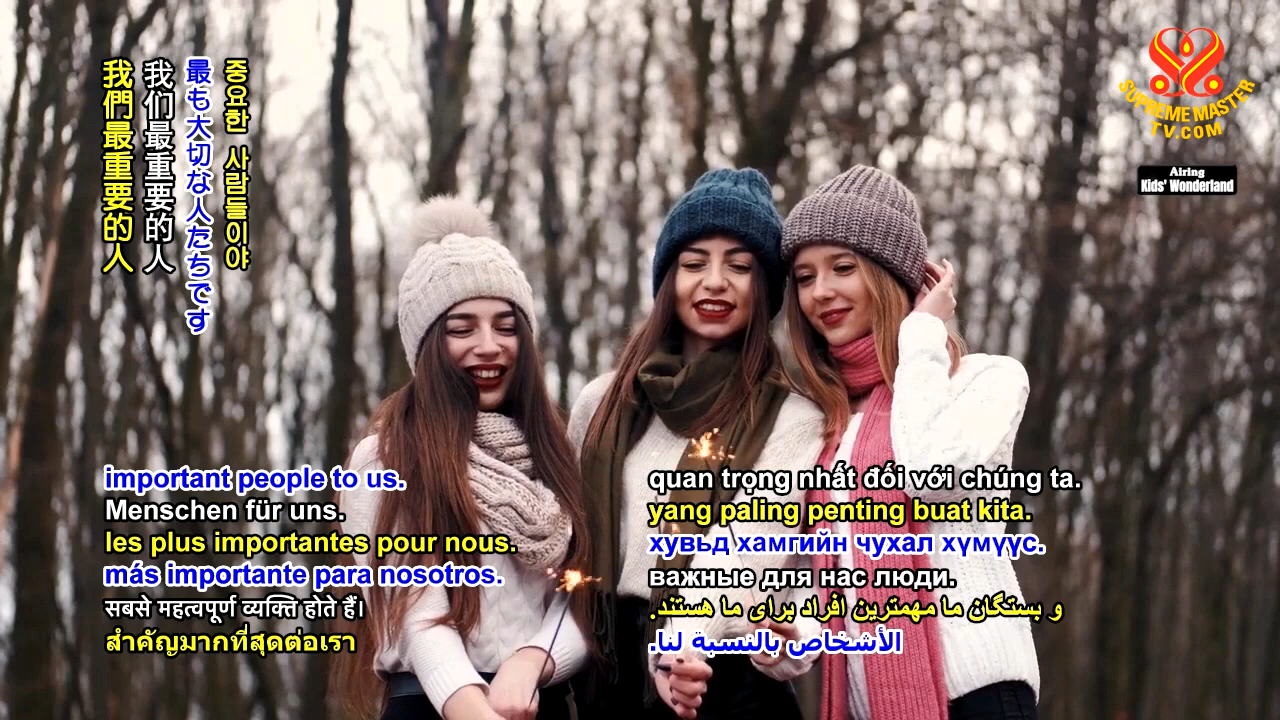 我們最重要的人
我们最重要的人
最も大切な人たちです
중요한 사람들이야
SUPREME MASTER
TV.COM
Airing
Kids' Wonderland
important people to us.
Menschen für uns.
les plus importantes pour nous.
más importante para nosotros.
सबसे महत्वपूर्ण व्यक्ति होते हैं।
สำคัญมากที่สุดต่อเรา
quan trọng nhất đối với chúng ta.
yang paling penting buat kita.
хувьд хамгийн чухал хүмүүс.
важные для нас люди.
و بستگان ما مهمترین افراد برای ما هستند.
الأشخاص بالنسبة لنا.